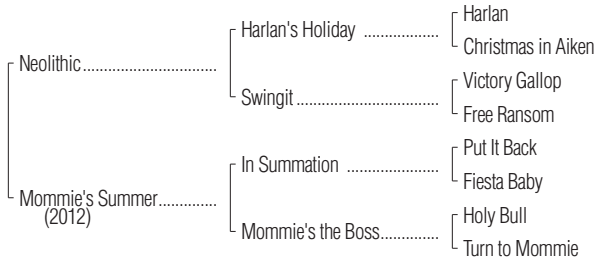 Harlan
Harlan's Holiday ..................
Christmas in Aiken
Neolithic................................
Victory Gallop
Swingit ..................................
Free Ransom
Put It Back
In Summation ......................
Fiesta Baby
Mommie's Summer..............
(2012)
Holy Bull
Mommie's the Boss..............
Turn to Mommie